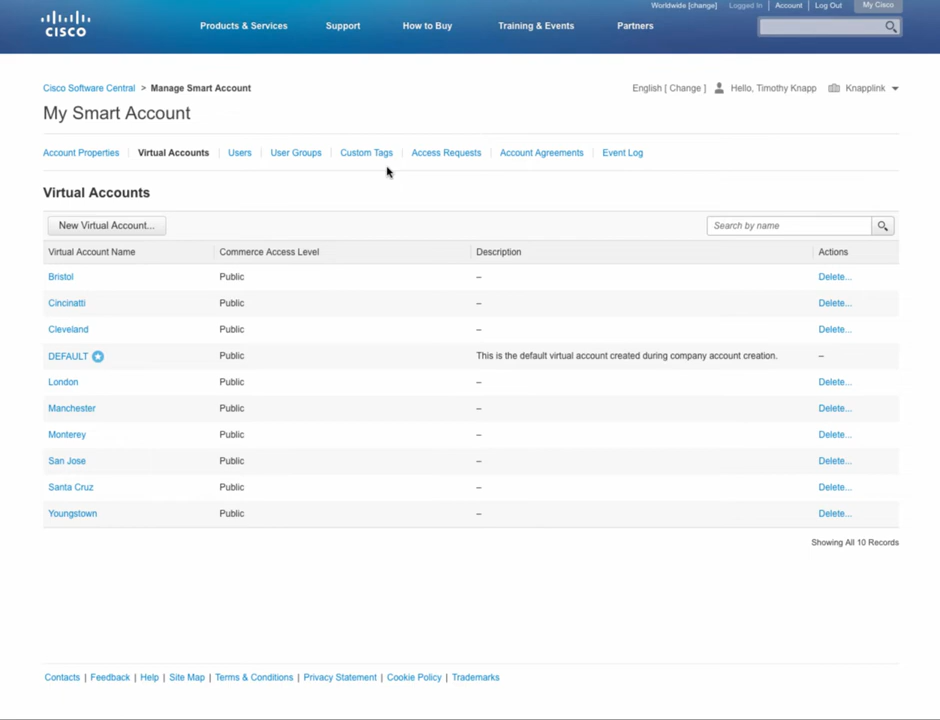 Worldwide [change] Logged In Account Log Out My Cisco
CISCO Products & Services Support How to Buy Training & Events Partners
Cisco Software Central > Manage Smart Account English [ Change ] Hello, Timothy Knapp Knapplink
My Smart Account
Account Properties Virtual Accounts Users User Groups Custom Tags Access Requests Account Agreements Event Log
Virtual Accounts
New Virtual Account... Search by name
Virtual Account Name Commerce Access Level Description Actions
Bristol Public – Delete...
Cincinatti Public – Delete...
Cleveland Public – Delete...
DEFAULT Public This is the default virtual account created during company account creation. –
London Public – Delete...
Manchester Public – Delete...
Monterey Public – Delete...
San Jose Public – Delete...
Santa Cruz Public – Delete...
Youngstown Public – Delete...
Showing All 10 Records
Contacts | Feedback | Help | Site Map | Terms & Conditions | Privacy Statement | Cookie Policy | Trademarks